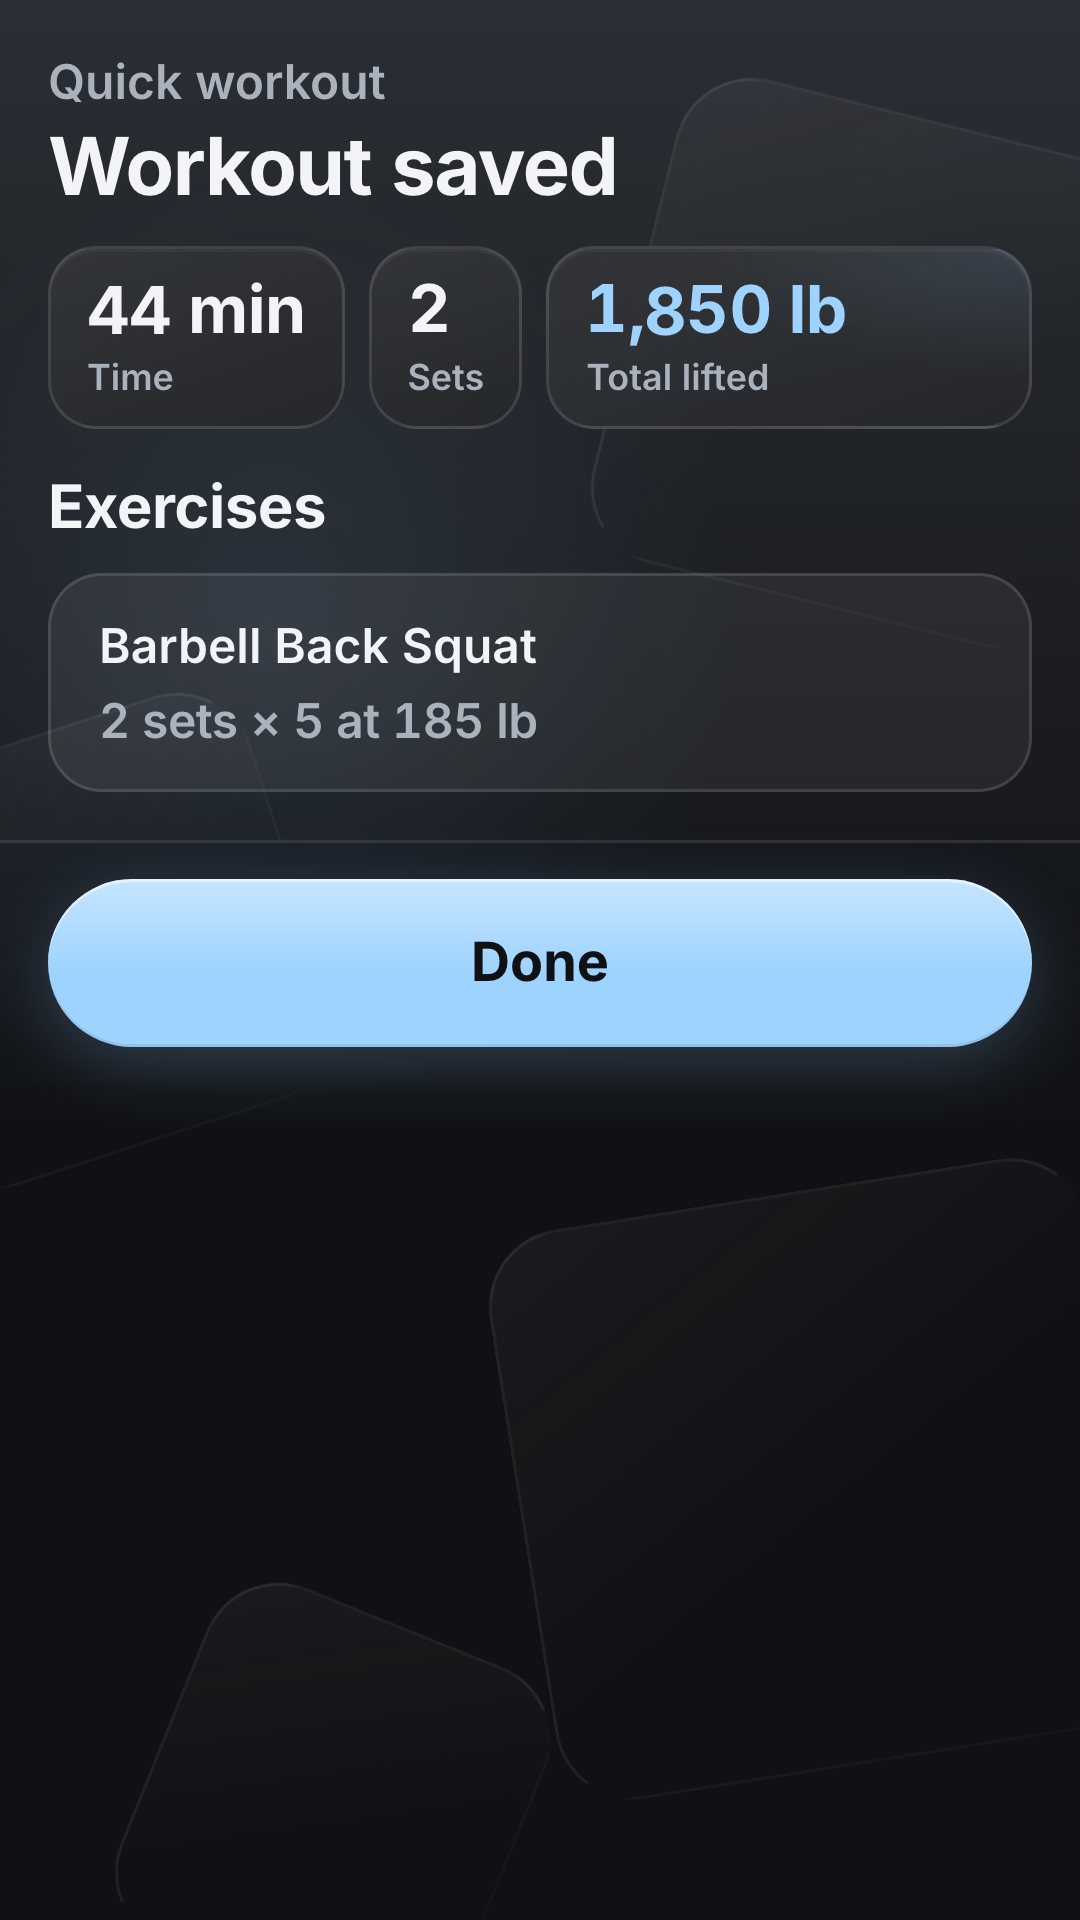 Quick workout
Workout saved
44 min
Time
2
Sets
1,850 lb
Total lifted
Exercises
Barbell Back Squat
2 sets × 5 at 185 lb
Done